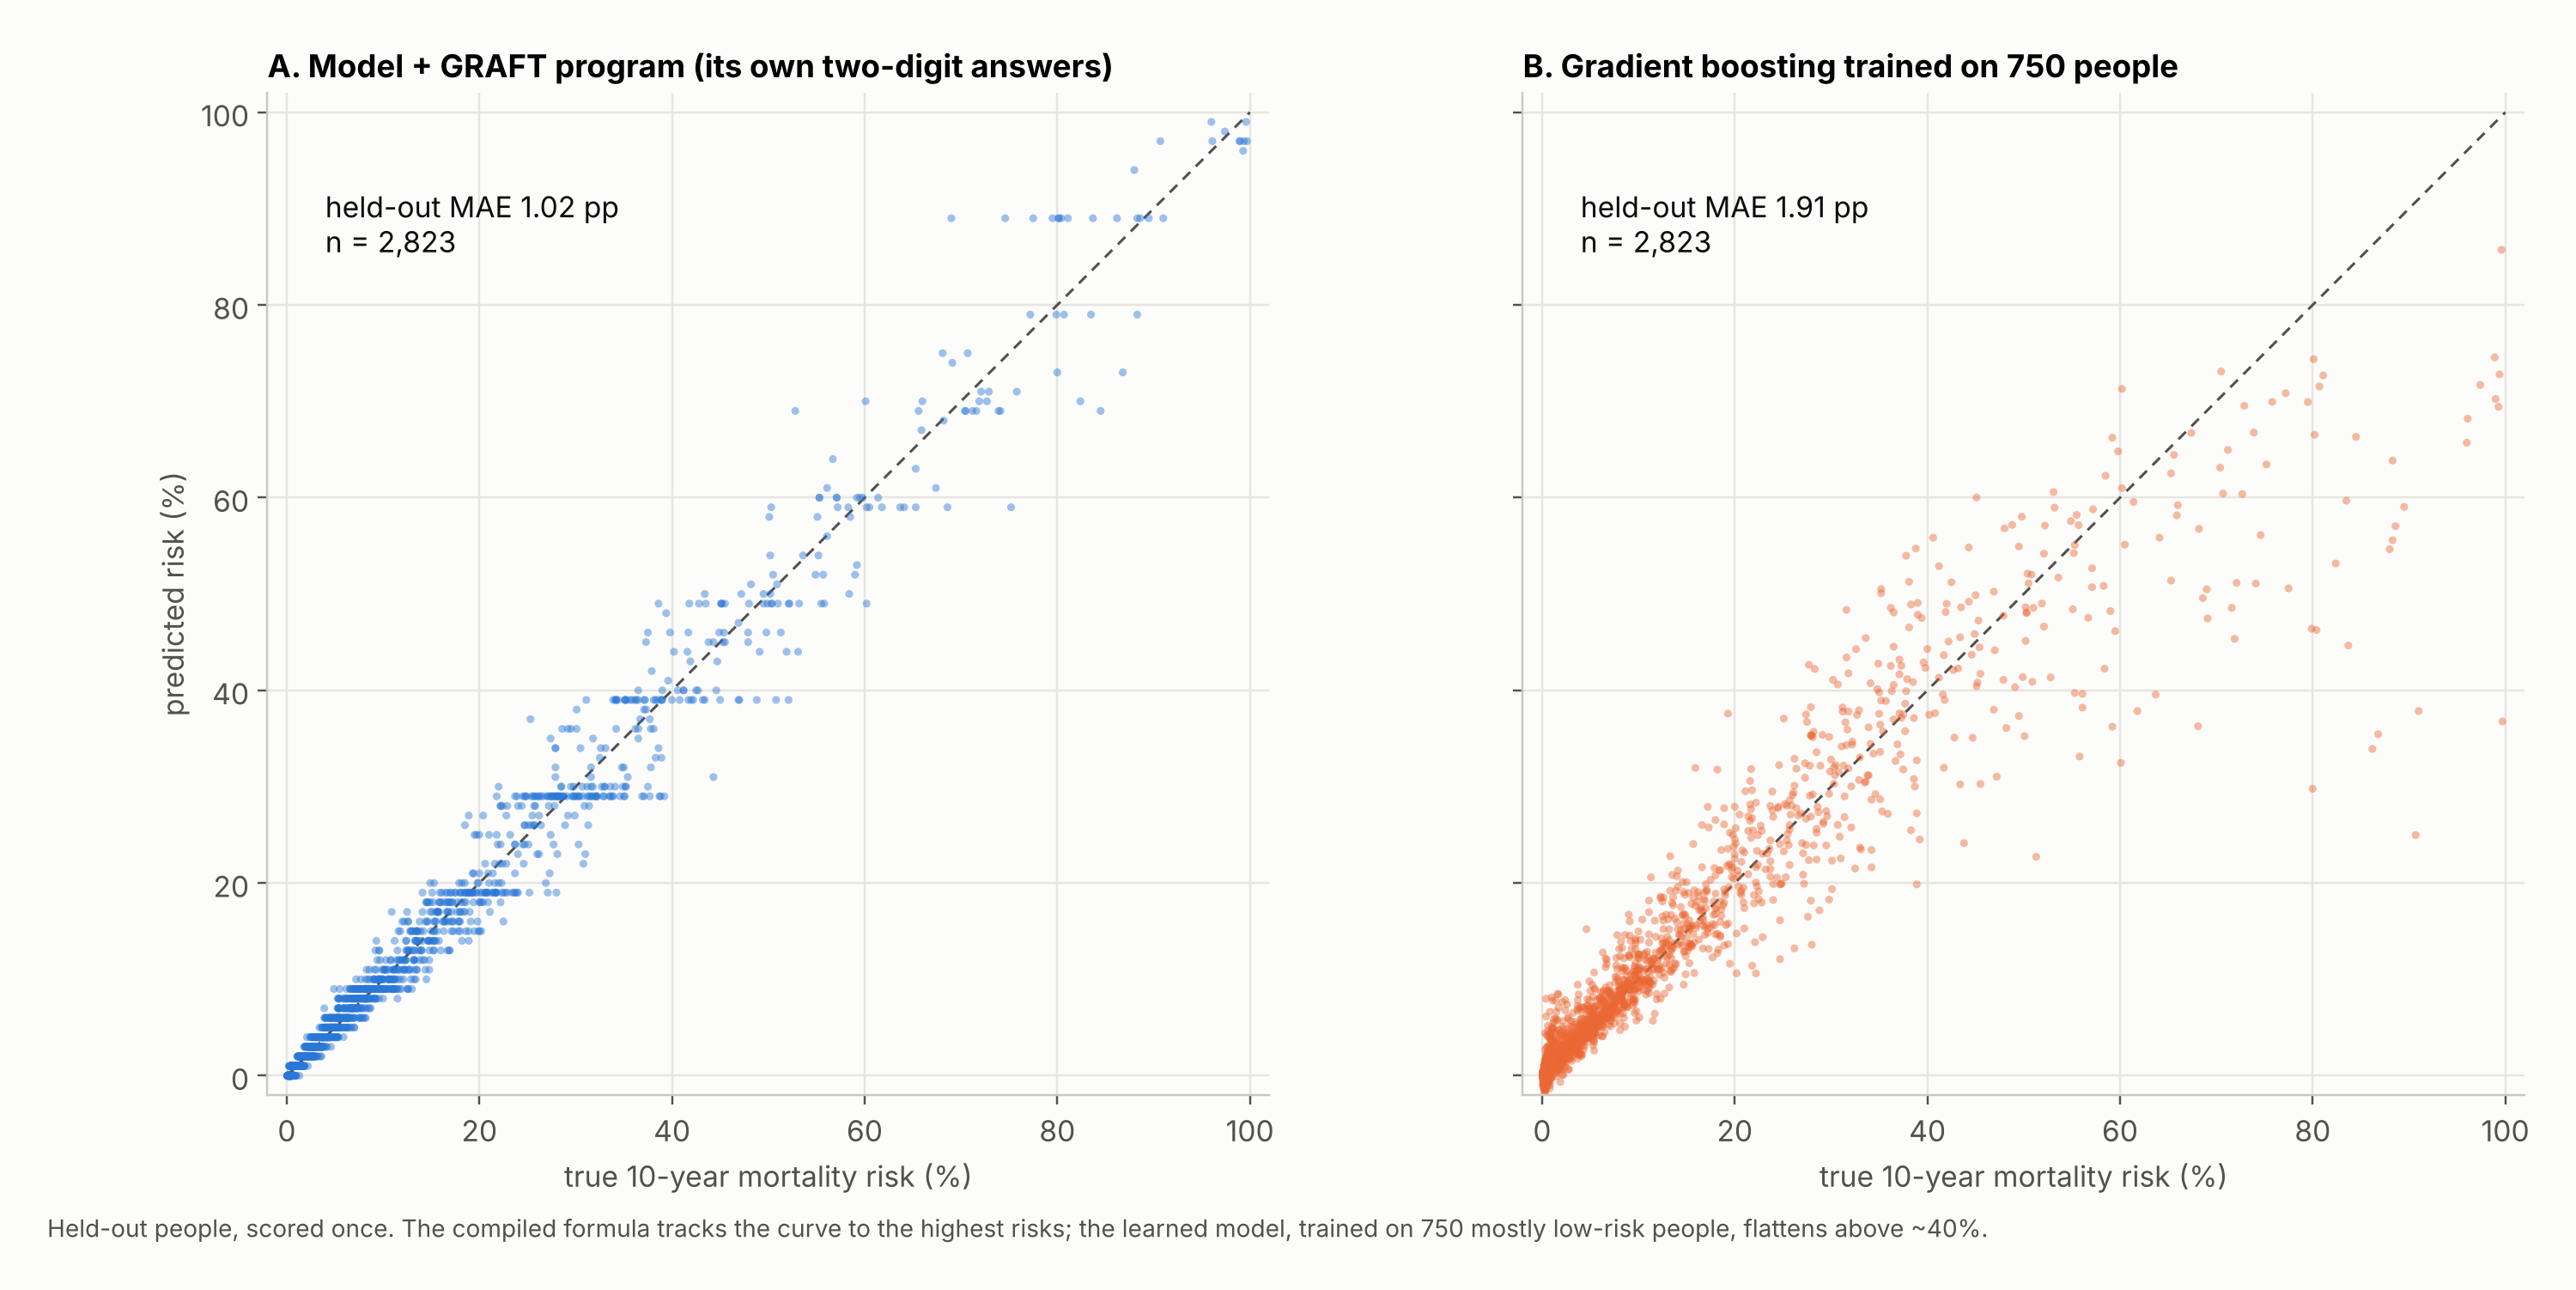 A. Model + GRAFT program (its own two-digit answers)
held-out MAE 1.02 pp
n = 2,823
predicted risk (%)
100
80
60
40
20
0
0 20 40 60 80 100
true 10-year mortality risk (%)
B. Gradient boosting trained on 750 people
held-out MAE 1.91 pp
n = 2,823
0 20 40 60 80 100
true 10-year mortality risk (%)
Held-out people, scored once. The compiled formula tracks the curve to the highest risks; the learned model, trained on 750 mostly low-risk people, flattens above ~40%.